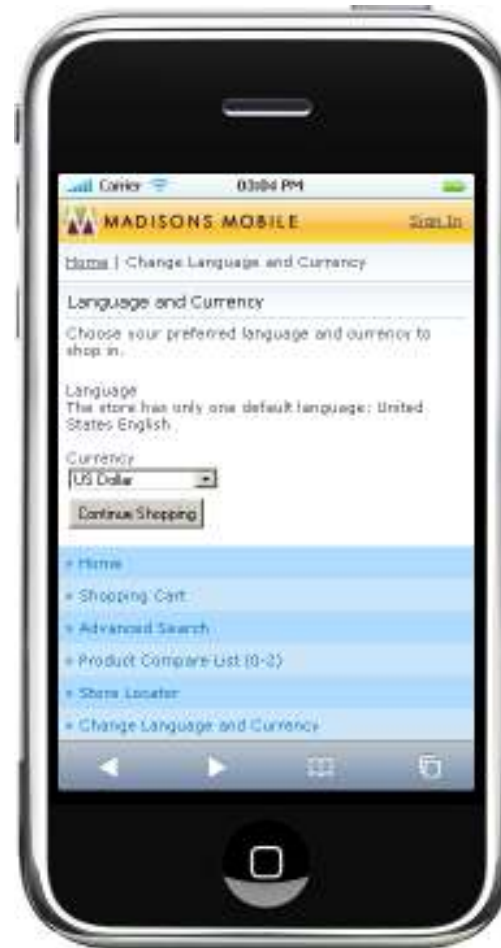 Carrier 03:04 PM
MADISONS MOBILE Sign In
Home | Change Language and Currency
Language and Currency
Choose your preferred language and currency to
shop in.
Language
The store has only one default language: United
States English
Currency
US Dollar
Continue Shopping
» Home
» Shopping Cart
» Advanced Search
» Product Compare List (0-2)
» Store Locator
» Change Language and Currency